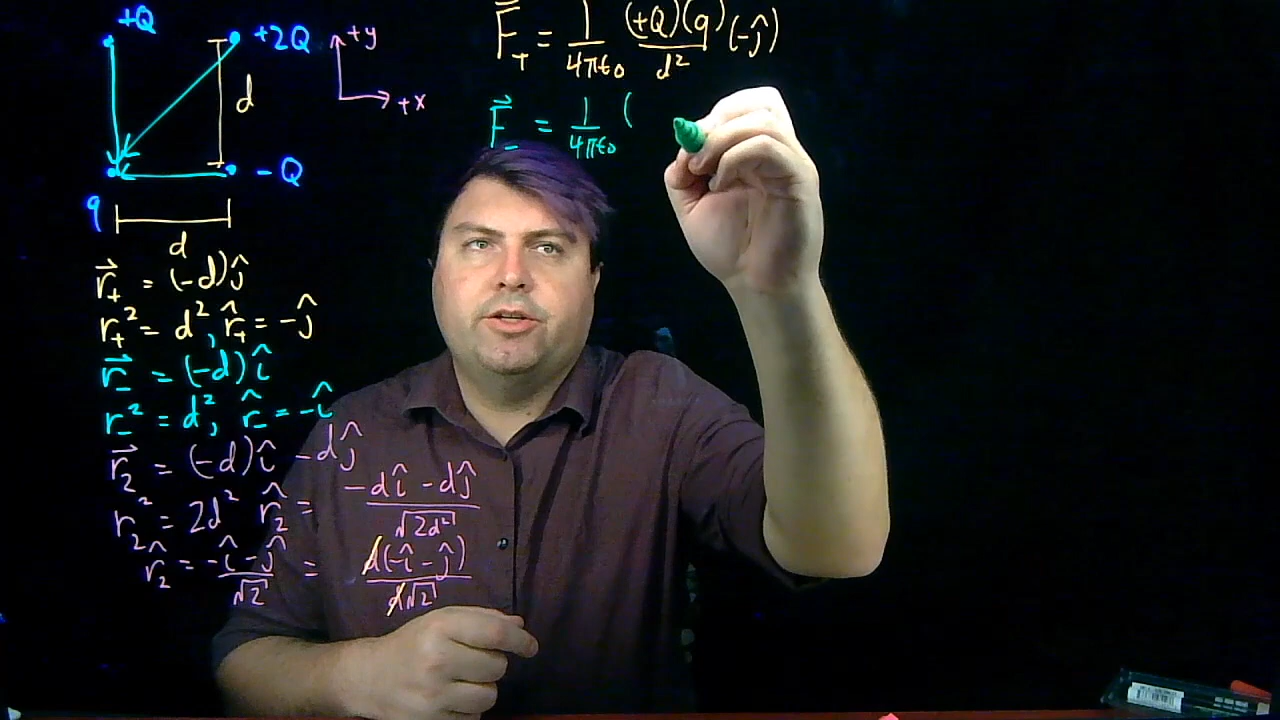 +Q
+2Q
+y
d
+x
-Q
q
d
r⃗₊ = (-d)ĵ
r₊² = d², r̂₊ = -ĵ
r⃗₋ = (-d)î
r₋² = d², r̂₋ = -î
r⃗₂ = (-d)î - dĵ
r₂² = 2d² r̂₂ = (-dî - dĵ)/√2d²
r̂₂ = (-î - ĵ)/√2 = d(-î - ĵ)/d√2
F⃗₊ = 1/4πϵ₀ (+Q)(q)/d² (-ĵ)
F⃗₋ = 1/4πϵ₀ (